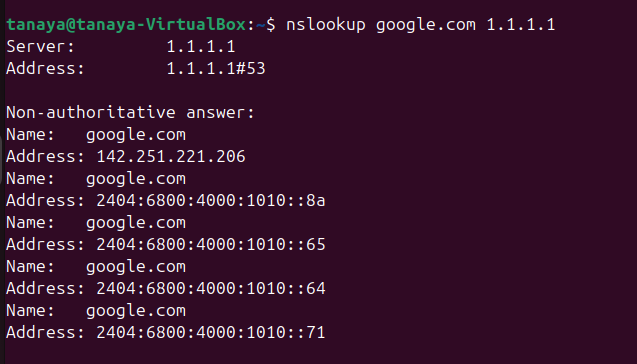 tanaya@tanaya-VirtualBox:~$ nslookup google.com 1.1.1.1
Server: 1.1.1.1
Address: 1.1.1.1#53
Non-authoritative answer:
Name: google.com
Address: 142.251.221.206
Name: google.com
Address: 2404:6800:4000:1010::8a
Name: google.com
Address: 2404:6800:4000:1010::65
Name: google.com
Address: 2404:6800:4000:1010::64
Name: google.com
Address: 2404:6800:4000:1010::71